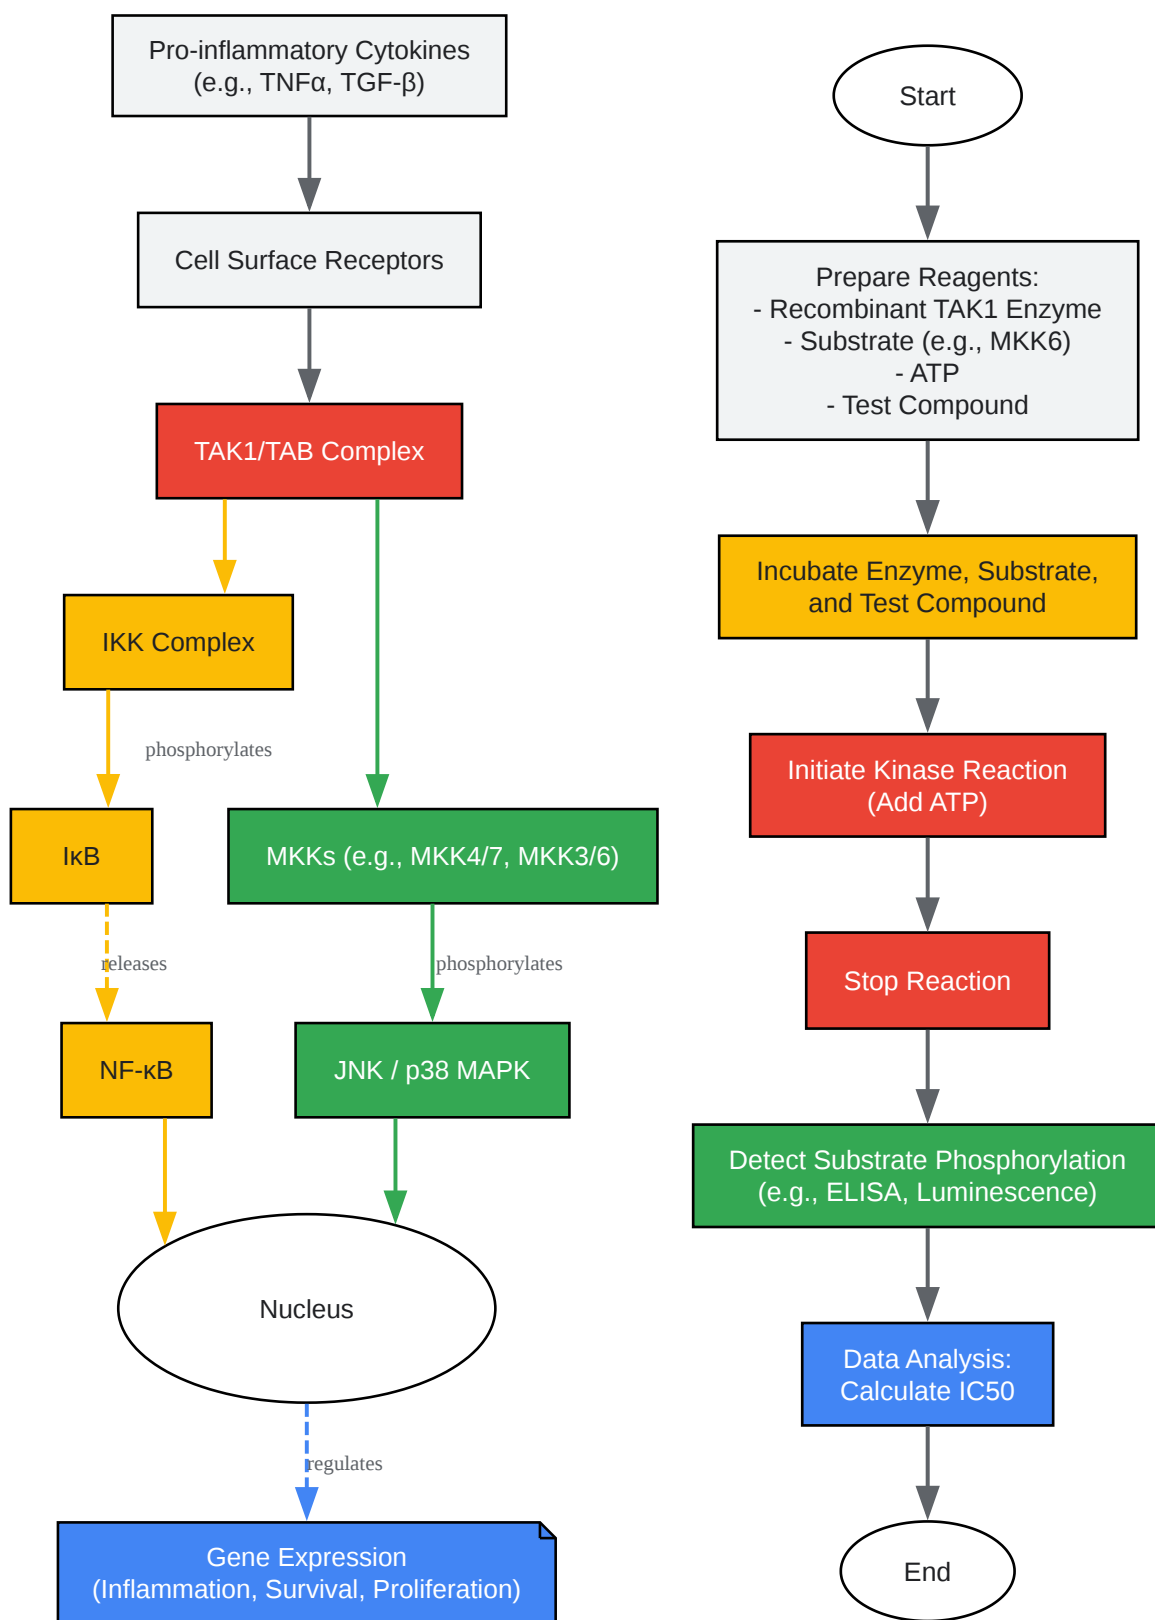 Pro-inflammatory Cytokines
(e.g., TNFα, TGF-β)
Cell Surface Receptors
TAK1/TAB Complex
IKK Complex
phosphorylates
IκB
MKKs (e.g., MKK4/7, MKK3/6)
releases
phosphorylates
NF-κB
JNK / p38 MAPK
Nucleus
regulates
Gene Expression
(Inflammation, Survival, Proliferation)
Start
Prepare Reagents:
- Recombinant TAK1 Enzyme
- Substrate (e.g., MKK6)
- ATP
- Test Compound
Incubate Enzyme, Substrate,
and Test Compound
Initiate Kinase Reaction
(Add ATP)
Stop Reaction
Detect Substrate Phosphorylation
(e.g., ELISA, Luminescence)
Data Analysis:
Calculate IC50
End